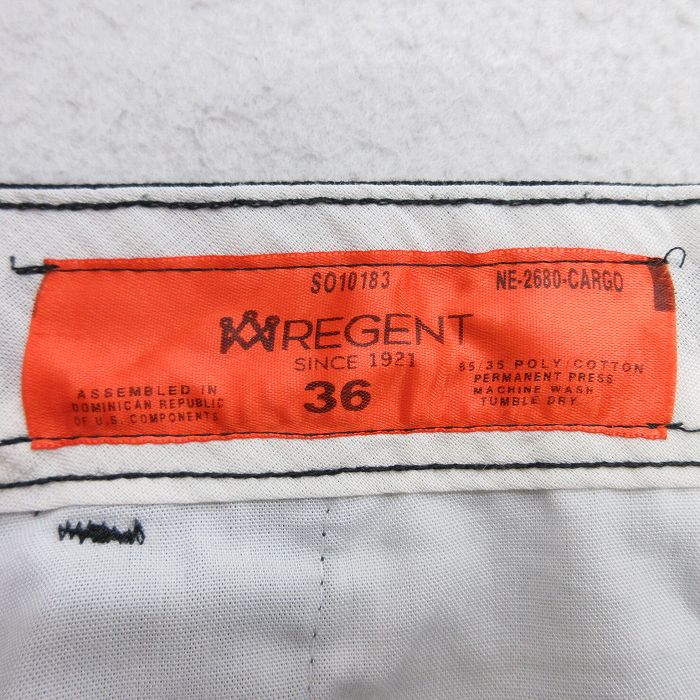 SO10183 NE-2680-CARGO
REGENT
SINCE 1921
36
ASSEMBLED IN
DOMINICAN REPUBLIC
OF U.S. COMPONENTS
65/35 POLY/COTTON
PERMANENT PRESS
MACHINE WASH
TUMBLE DRY